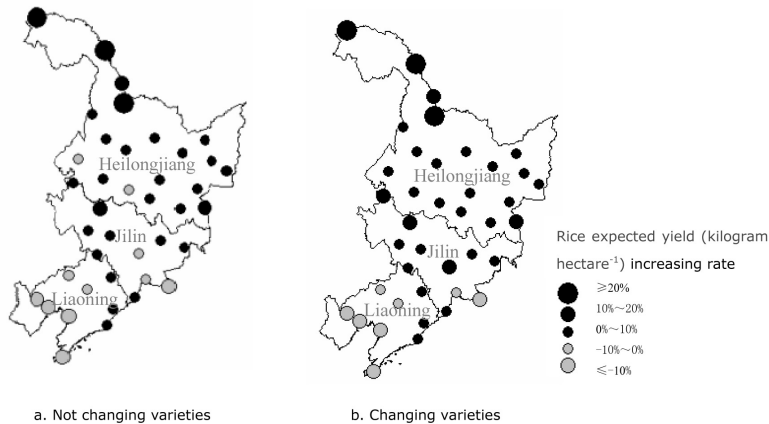 Heilongjiang
Jilin
Liaoning
a. Not changing varieties
Heilongjiang
Jilin
Liaoning
b. Changing varieties
Rice expected yield (kilogram
hectare⁻¹) increasing rate
≥20%
10%～20%
0%～10%
-10%～0%
≤-10%